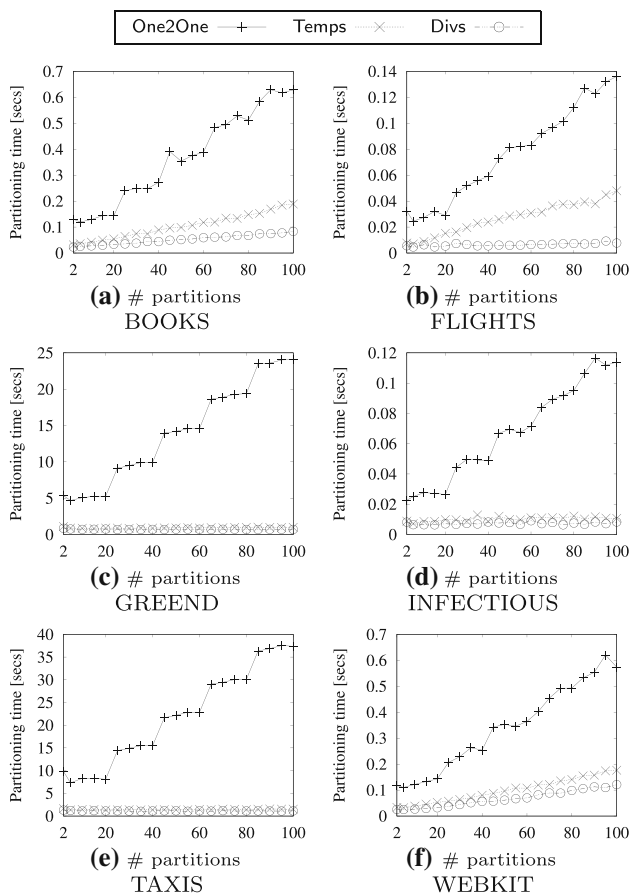 One2One Temps Divs
Partitioning time [secs]
0.7
0.6
0.5
0.4
0.3
0.2
0.1
0
2 20 40 60 80 100
(a) # partitions
BOOKS
Partitioning time [secs]
0.14
0.12
0.1
0.08
0.06
0.04
0.02
0
2 20 40 60 80 100
(b) # partitions
FLIGHTS
Partitioning time [secs]
25
20
15
10
5
0
2 20 40 60 80 100
(c) # partitions
GREEND
Partitioning time [secs]
0.12
0.1
0.08
0.06
0.04
0.02
0
2 20 40 60 80 100
(d) # partitions
INFECTIOUS
Partitioning time [secs]
40
35
30
25
20
15
10
5
0
2 20 40 60 80 100
(e) # partitions
TAXIS
Partitioning time [secs]
0.7
0.6
0.5
0.4
0.3
0.2
0.1
0
2 20 40 60 80 100
(f) # partitions
WEBKIT